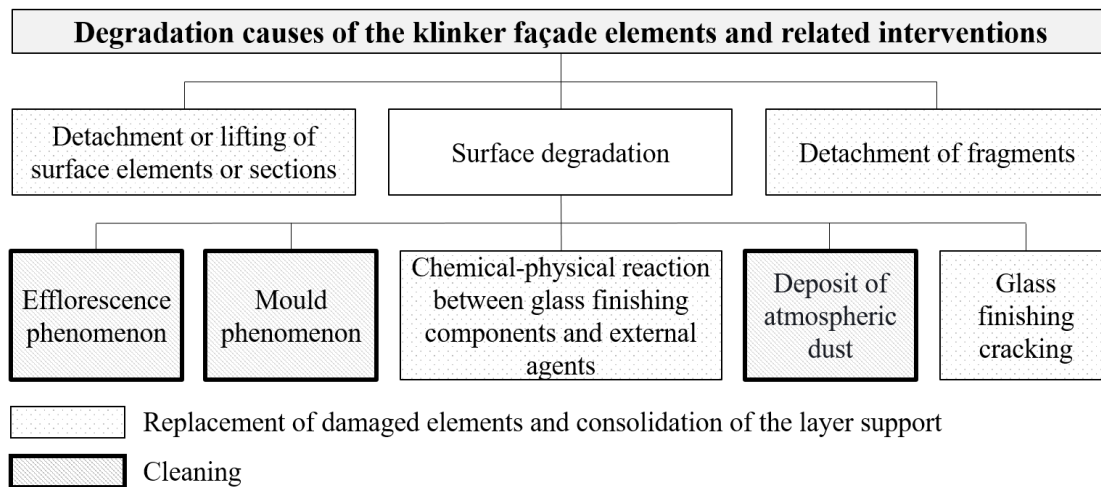 Degradation causes of the klinker façade elements and related interventions
Detachment or lifting of
surface elements or sections
Surface degradation
Detachment of fragments
Efflorescence
phenomenon
Mould
phenomenon
Chemical-physical reaction
between glass finishing
components and external
agents
Deposit of
atmospheric
dust
Glass
finishing
cracking
Replacement of damaged elements and consolidation of the layer support
Cleaning